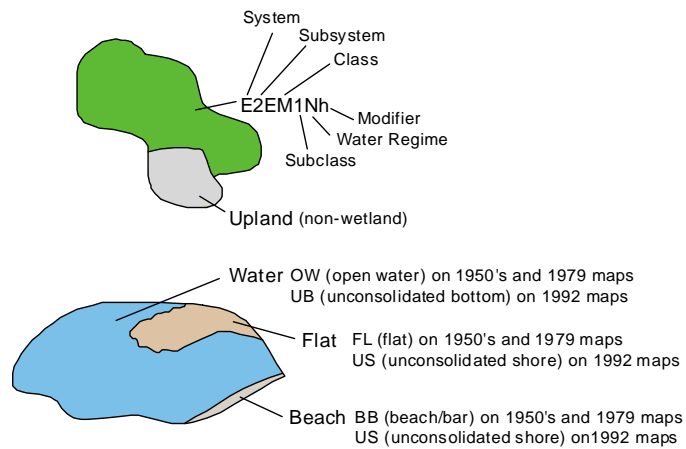 System
Subsystem
Class
E2EM1Nh
Modifier
Water Regime
Subclass
Upland (non-wetland)
Water OW (open water) on 1950's and 1979 maps
UB (unconsolidated bottom) on 1992 maps
Flat FL (flat) on 1950's and 1979 maps
US (unconsolidated shore) on 1992 maps
Beach BB (beach/bar) on 1950's and 1979 maps
US (unconsolidated shore) on1992 maps